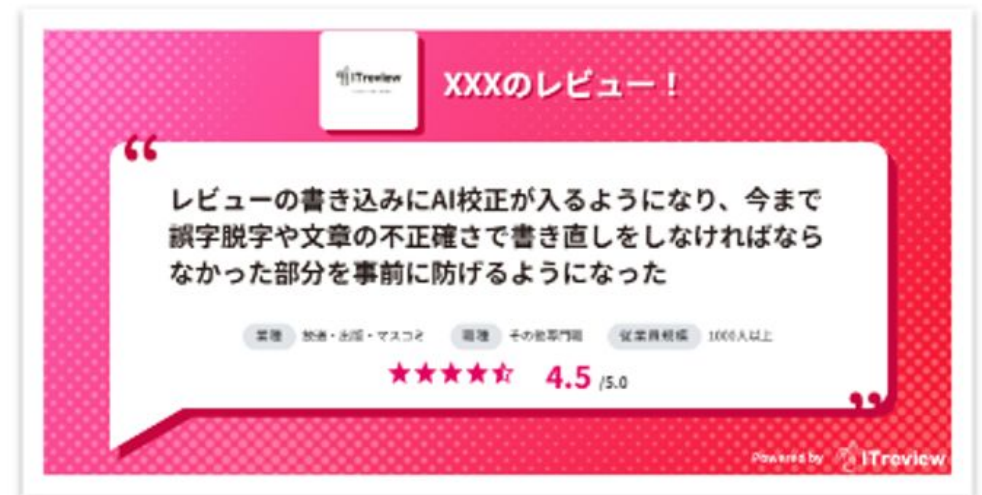 ITreview
XXXのレビュー！
レビューの書き込みにAI校正が入るようになり、今まで
誤字脱字や文章の不正確さで書き直しをしなければなら
なかった部分を事前に防げるようになった
業種 放送・出版・マスコミ 職種 その他専門職 従業員規模 1000人以上
4.5 /5.0
Powered by ITreview